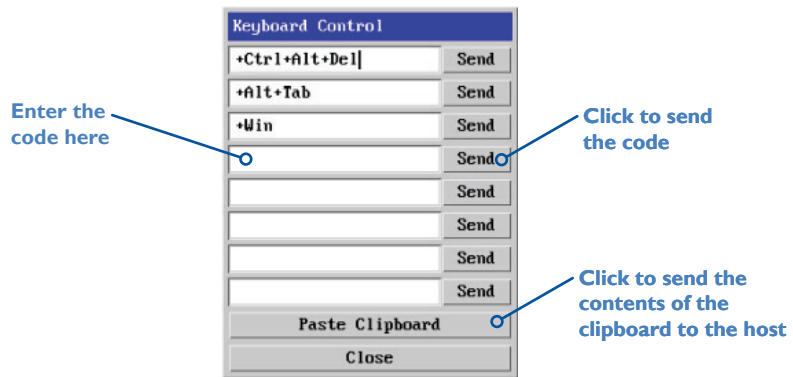 Keyboard Control
+Ctrl+Alt+Del Send
+Alt+Tab Send
+Win Send
Send
Send
Send
Send
Send
Paste Clipboard
Close
Enter the
code here
Click to send
the code
Click to send the
contents of the
clipboard to the host